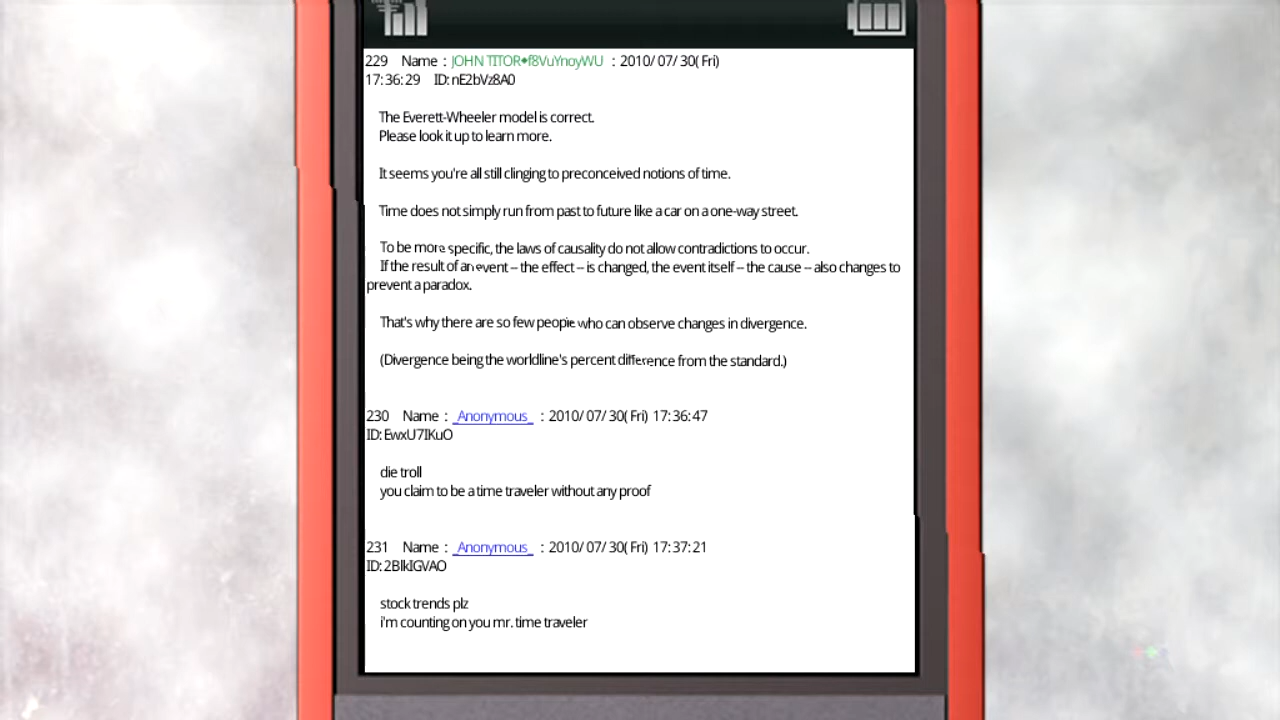 229 Name : JOHN TITOR◆f8VuYnoyWU : 2010/07/30(Fri)
17:36:29 ID:nE2bVz8A0
The Everett-Wheeler model is correct.
Please look it up to learn more.
It seems you're all still clinging to preconceived notions of time.
Time does not simply run from past to future like a car on a one-way street.
To be more specific, the laws of causality do not allow contradictions to occur.
If the result of an event -- the effect -- is changed, the event itself -- the cause -- also changes to
prevent a paradox.
That's why there are so few people who can observe changes in divergence.
(Divergence being the worldline's percent difference from the standard.)
230 Name : _Anonymous_ : 2010/07/30(Fri) 17:36:47
ID:EwxU7IKuO
die troll
you claim to be a time traveler without any proof
231 Name : _Anonymous_ : 2010/07/30(Fri) 17:37:21
ID:2BlkIGVAO
stock trends plz
i'm counting on you mr. time traveler